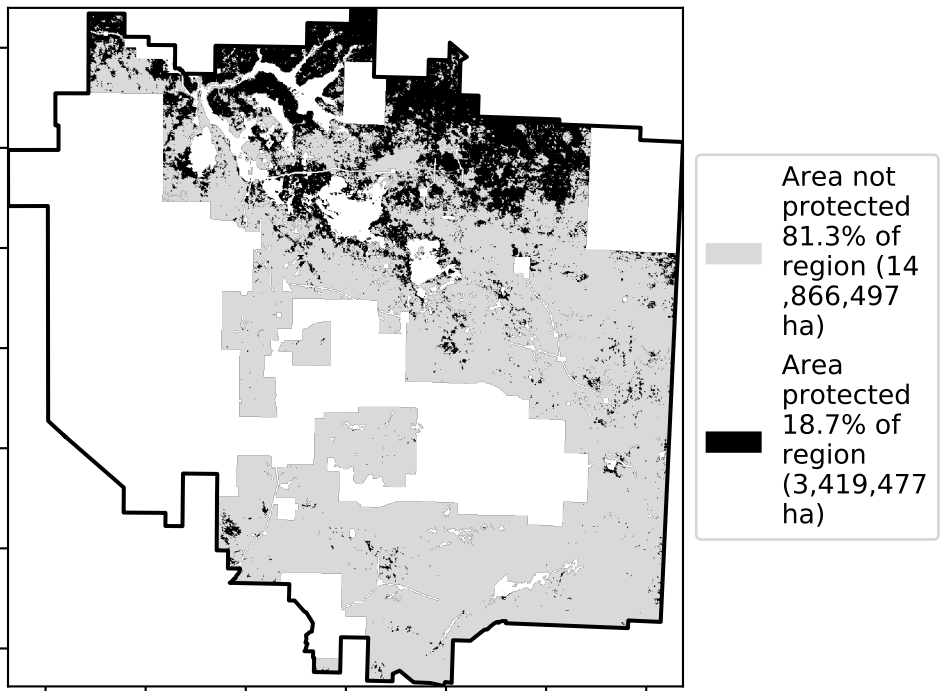 Area not
protected
81.3% of
region (14
,866,497
ha)
Area
protected
18.7% of
region
(3,419,477
ha)